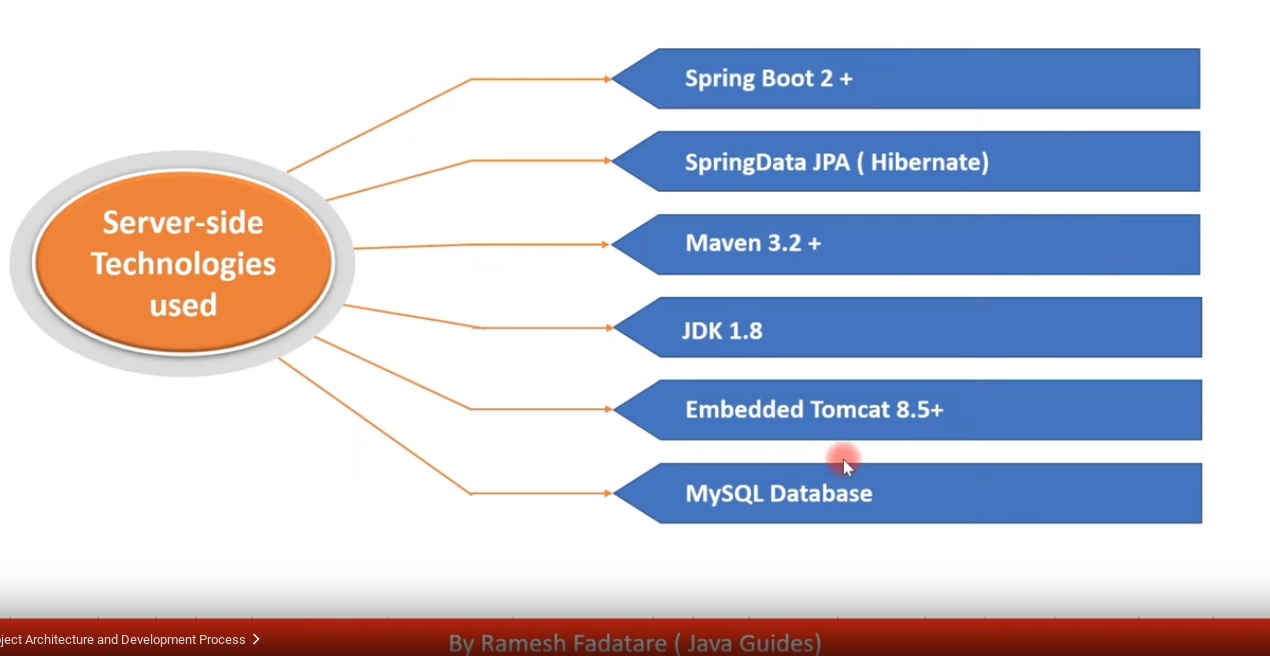 Spring Boot 2 +
SpringData JPA ( Hibernate)
Server-side
Technologies
used
Maven 3.2 +
JDK 1.8
Embedded Tomcat 8.5+
MySQL Database
ject Architecture and Development Process
By Ramesh Fadatare ( Java Guides)